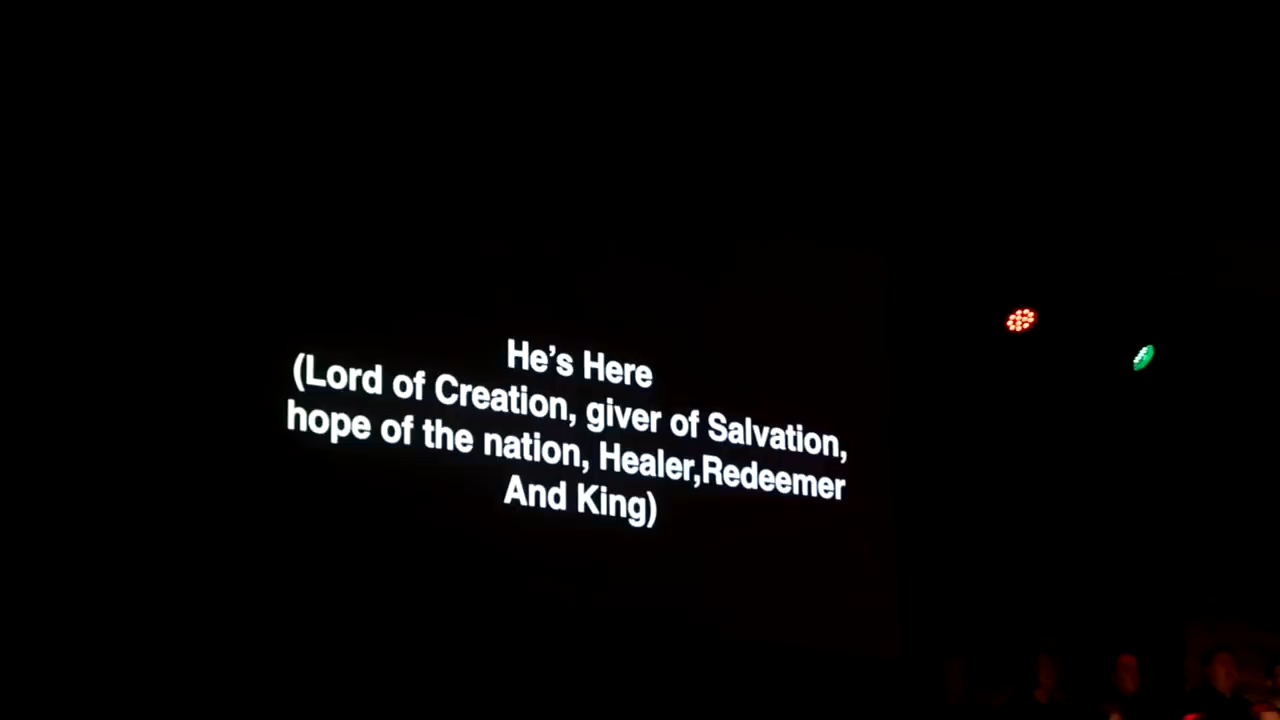 He’s Here
(Lord of Creation, giver of Salvation,
hope of the nation, Healer,Redeemer
And King)